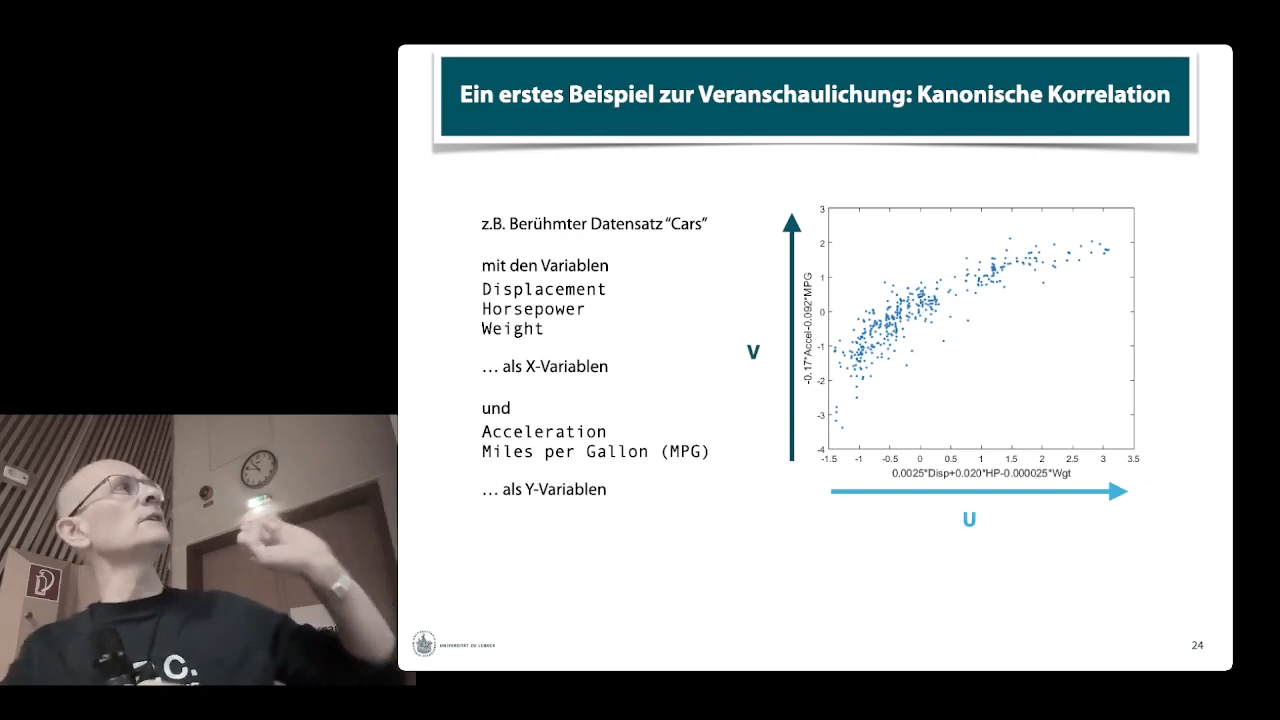 Ein erstes Beispiel zur Veranschaulichung: Kanonische Korrelation
z.B. Berühmter Datensatz “Cars”
mit den Variablen
Displacement
Horsepower
Weight
… als X-Variablen
und
Acceleration
Miles per Gallon (MPG)
… als Y-Variablen
V
-0.17*Accel-0.092*MPG
3
2
1
0
-1
-2
-3
-4
-1.5 -1 -0.5 0 0.5 1 1.5 2 2.5 3 3.5
0.0025*Disp+0.020*HP-0.000025*Wgt
U
UNIVERSITÄT ZU LÜBECK
24
C.